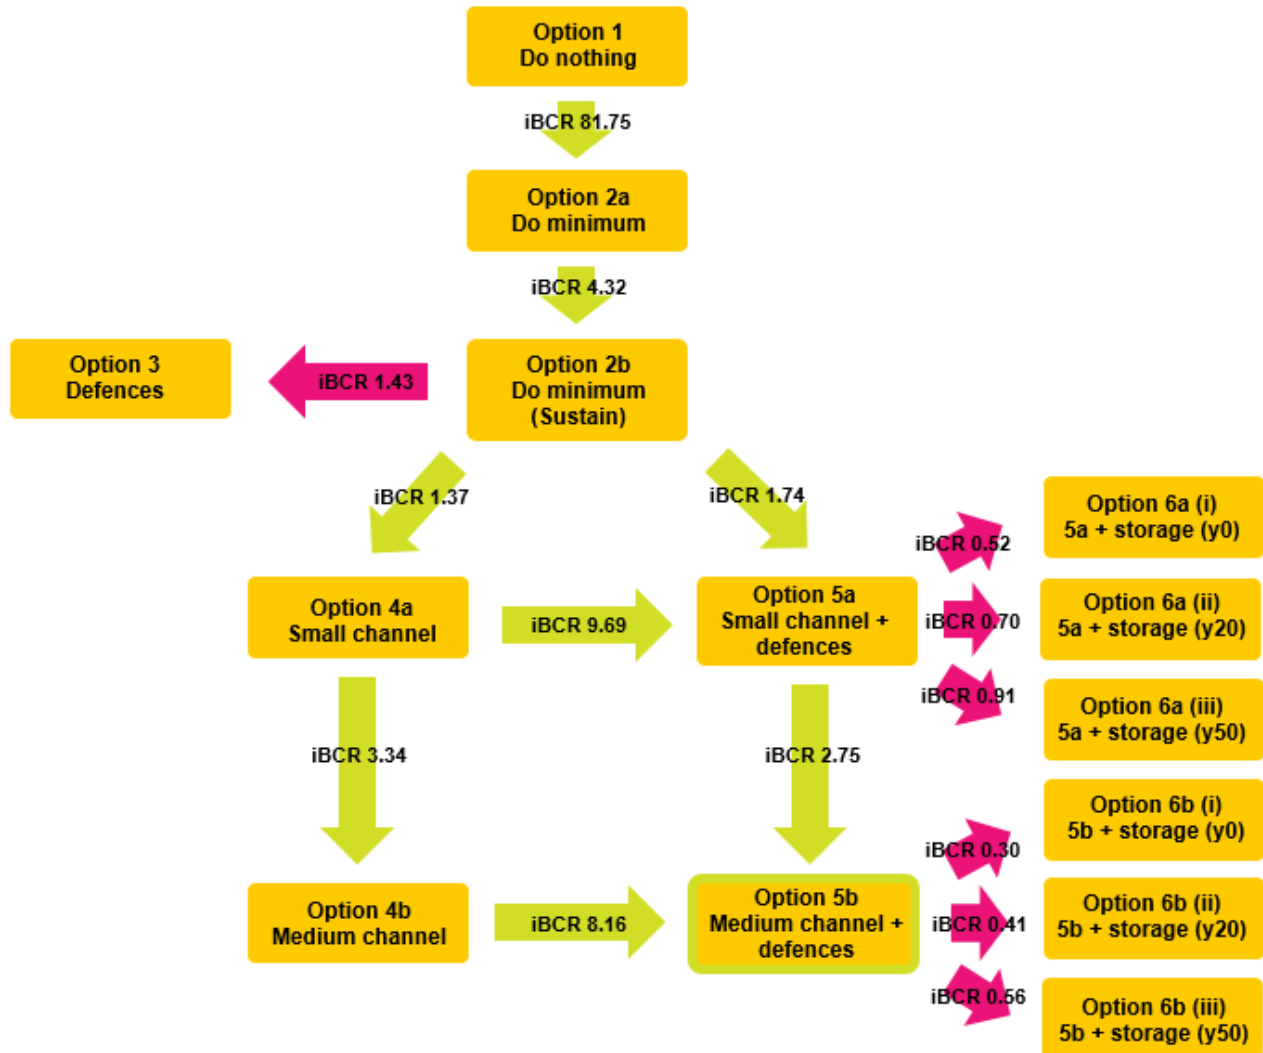 Option 1
Do nothing
iBCR 81.75
Option 2a
Do minimum
iBCR 4.32
Option 3
Defences
iBCR 1.43
Option 2b
Do minimum
(Sustain)
iBCR 1.37
iBCR 1.74
Option 4a
Small channel
iBCR 9.69
Option 5a
Small channel +
defences
iBCR 0.52
Option 6a (i)
5a + storage (y0)
iBCR 0.70
Option 6a (ii)
5a + storage (y20)
iBCR 0.91
Option 6a (iii)
5a + storage (y50)
iBCR 3.34
iBCR 2.75
Option 4b
Medium channel
iBCR 8.16
Option 5b
Medium channel +
defences
iBCR 0.30
Option 6b (i)
5b + storage (y0)
iBCR 0.41
Option 6b (ii)
5b + storage (y20)
iBCR 0.56
Option 6b (iii)
5b + storage (y50)